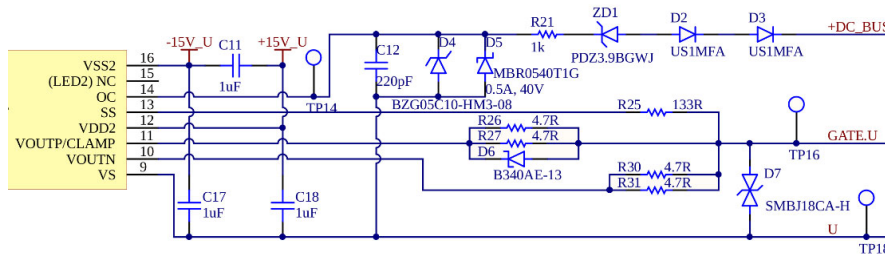 ZD1
R21
D2
D3
+DC_BUS
-15V_U
C11
+15V_U
D4
D5
C12
1k
PDZ3.9BGWJ
US1MFA
US1MFA
16
VSS2
15
(LED2) NC
1uF
220pF
MBR0540T1G
0.5A, 40V
14
OC
TP14
BZG05C10-HM3-08
13
SS
R25
133R
12
VDD2
R26
4.7R
11
VOUTP/CLAMP
R27
4.7R
GATE.U
10
VOUTN
D6
TP16
9
VS
B340AE-13
R30
4.7R
R31
4.7R
D7
C17
1uF
C18
1uF
SMBJ18CA-H
U
TP18